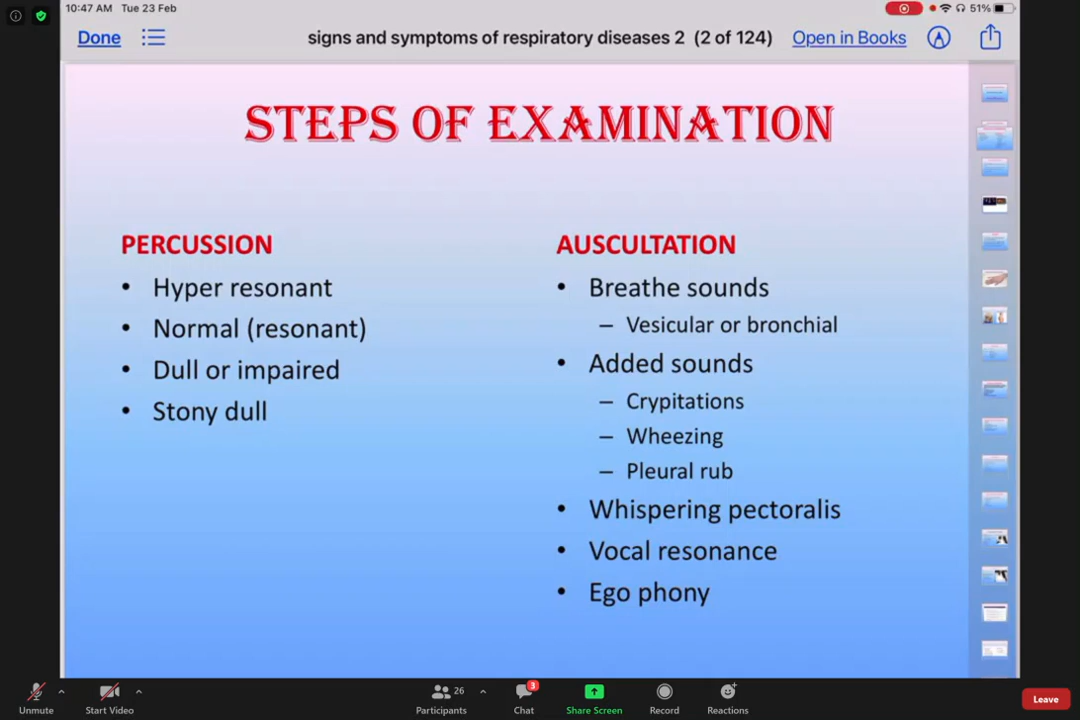 10:47 AM Tue 23 Feb
51%
Done
signs and symptoms of respiratory diseases 2 (2 of 124)
Open in Books
STEPS OF EXAMINATION
PERCUSSION
• Hyper resonant
• Normal (resonant)
• Dull or impaired
• Stony dull
AUSCULTATION
• Breathe sounds
– Vesicular or bronchial
• Added sounds
– Crypitations
– Wheezing
– Pleural rub
• Whispering pectoralis
• Vocal resonance
• Ego phony
Unmute
Start Video
26
Participants
3
Chat
Share Screen
Record
Reactions
Leave